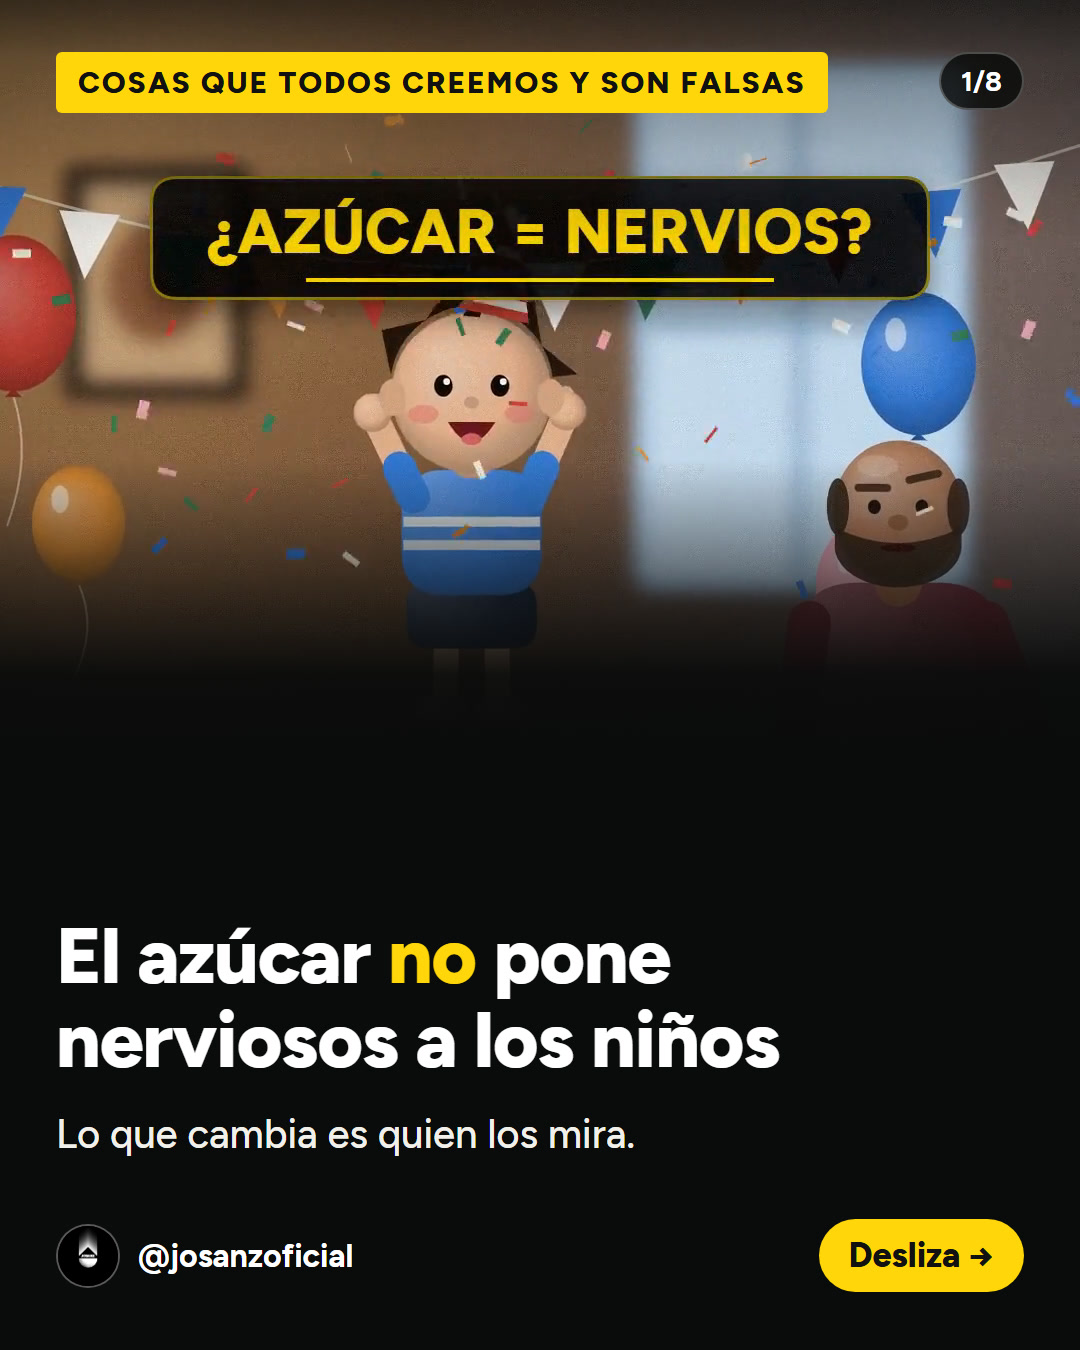 COSAS QUE TODOS CREEMOS Y SON FALSAS
1/8
¿AZÚCAR = NERVIOS?
El azúcar no pone
nerviosos a los niños
Lo que cambia es quien los mira.
@josanzoficial
Desliza →